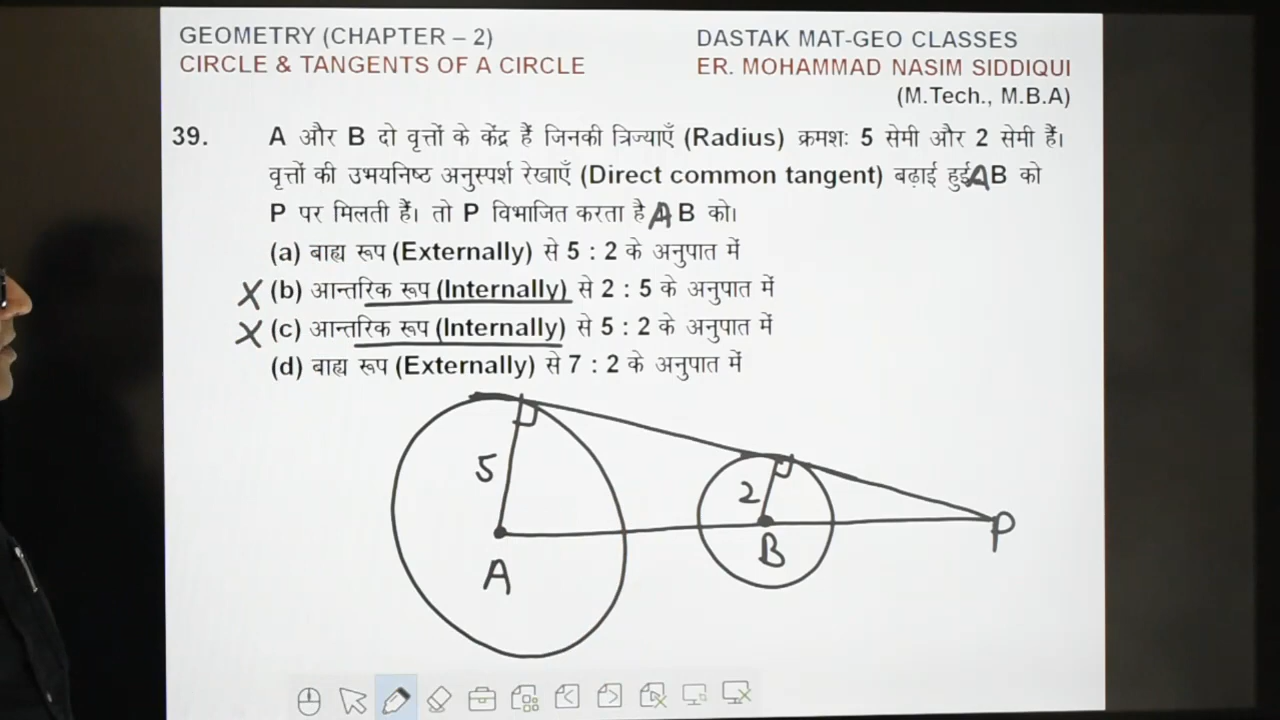 GEOMETRY (CHAPTER – 2)
CIRCLE & TANGENTS OF A CIRCLE
DASTAK MAT-GEO CLASSES
ER. MOHAMMAD NASIM SIDDIQUI
(M.Tech., M.B.A)
39. A और B दो वृत्तों के केंद्र हैं जिनकी त्रिज्याएँ (Radius) क्रमशः 5 सेमी और 2 सेमी हैं।
वृत्तों की उभयनिष्ठ अनुस्पर्श रेखाएँ (Direct common tangent) बढ़ाई हुई AB को
P पर मिलती हैं। तो P विभाजित करता है AB को।
(a) बाह्य रूप (Externally) से 5 : 2 के अनुपात में
X (b) आन्तरिक रूप (Internally) से 2 : 5 के अनुपात में
X (c) आन्तरिक रूप (Internally) से 5 : 2 के अनुपात में
(d) बाह्य रूप (Externally) से 7 : 2 के अनुपात में
5
2
A
B
P